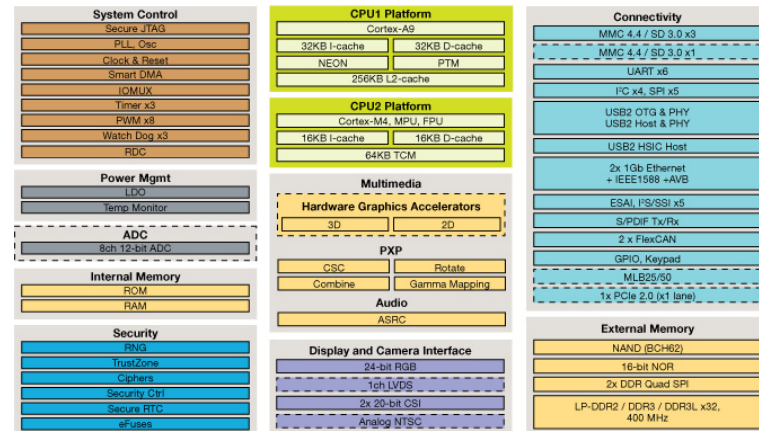 System Control
Secure JTAG
PLL, Osc
Clock & Reset
Smart DMA
IOMUX
Timer x3
PWM x8
Watch Dog x3
RDC
Power Mgmt
LDO
Temp Monitor
ADC
8ch 12-bit ADC
Internal Memory
ROM
RAM
Security
RNG
TrustZone
Ciphers
Security Ctrl
Secure RTC
eFuses
CPU1 Platform
Cortex-A9
32KB I-cache
32KB D-cache
NEON
PTM
256KB L2-cache
CPU2 Platform
Cortex-M4, MPU, FPU
16KB I-cache
16KB D-cache
64KB TCM
Multimedia
Hardware Graphics Accelerators
3D
2D
PXP
CSC
Rotate
Combine
Gamma Mapping
Audio
ASRC
Display and Camera Interface
24-bit RGB
1ch LVDS
2x 20-bit CSI
Analog NTSC
Connectivity
MMC 4.4 / SD 3.0 x3
MMC 4.4 / SD 3.0 x1
UART x6
I²C x4, SPI x5
USB2 OTG & PHY
USB2 Host & PHY
USB2 HSIC Host
2x 1Gb Ethernet
+ IEEE1588 +AVB
ESAI, I²S/SSI x5
S/PDIF Tx/Rx
2 x FlexCAN
GPIO, Keypad
MLB25/50
1x PCIe 2.0 (x1 lane)
External Memory
NAND (BCH62)
16-bit NOR
2x DDR Quad SPI
LP-DDR2 / DDR3 / DDR3L x32,
400 MHz